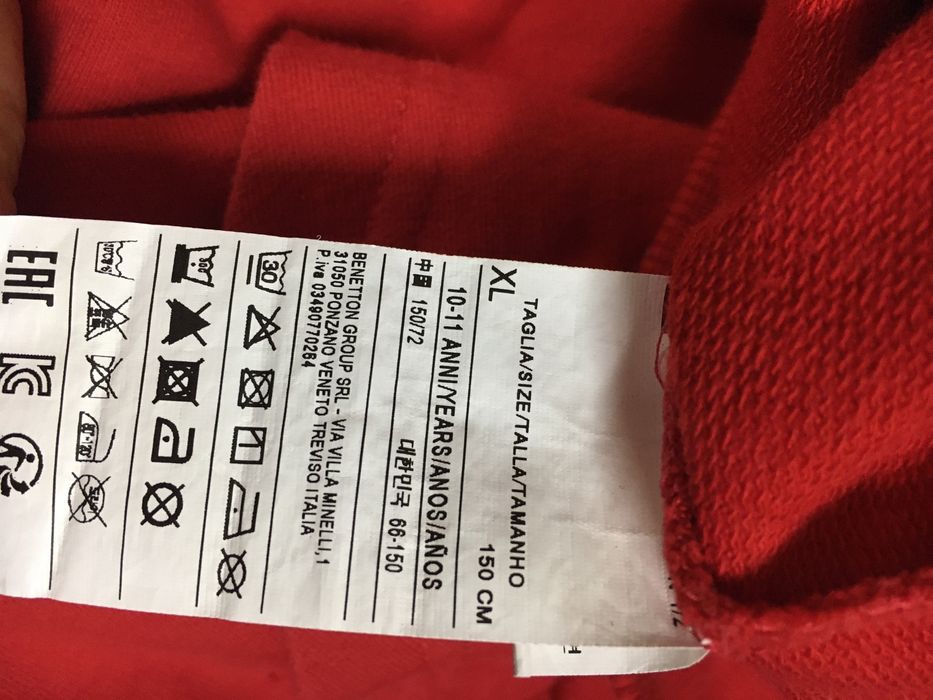 TAGLIA/SIZE/TALLA/TAMANHO
XL 150 CM
10-11 ANNI/YEARS/ANOS/AÑOS
中国 150/72 대한민국 66-150
BENETTON GROUP SRL - VIA VILLA MINELLI,1
31050 PONZANO VENETO TREVISO ITALIA
P.iva 03490770264
30
EAC